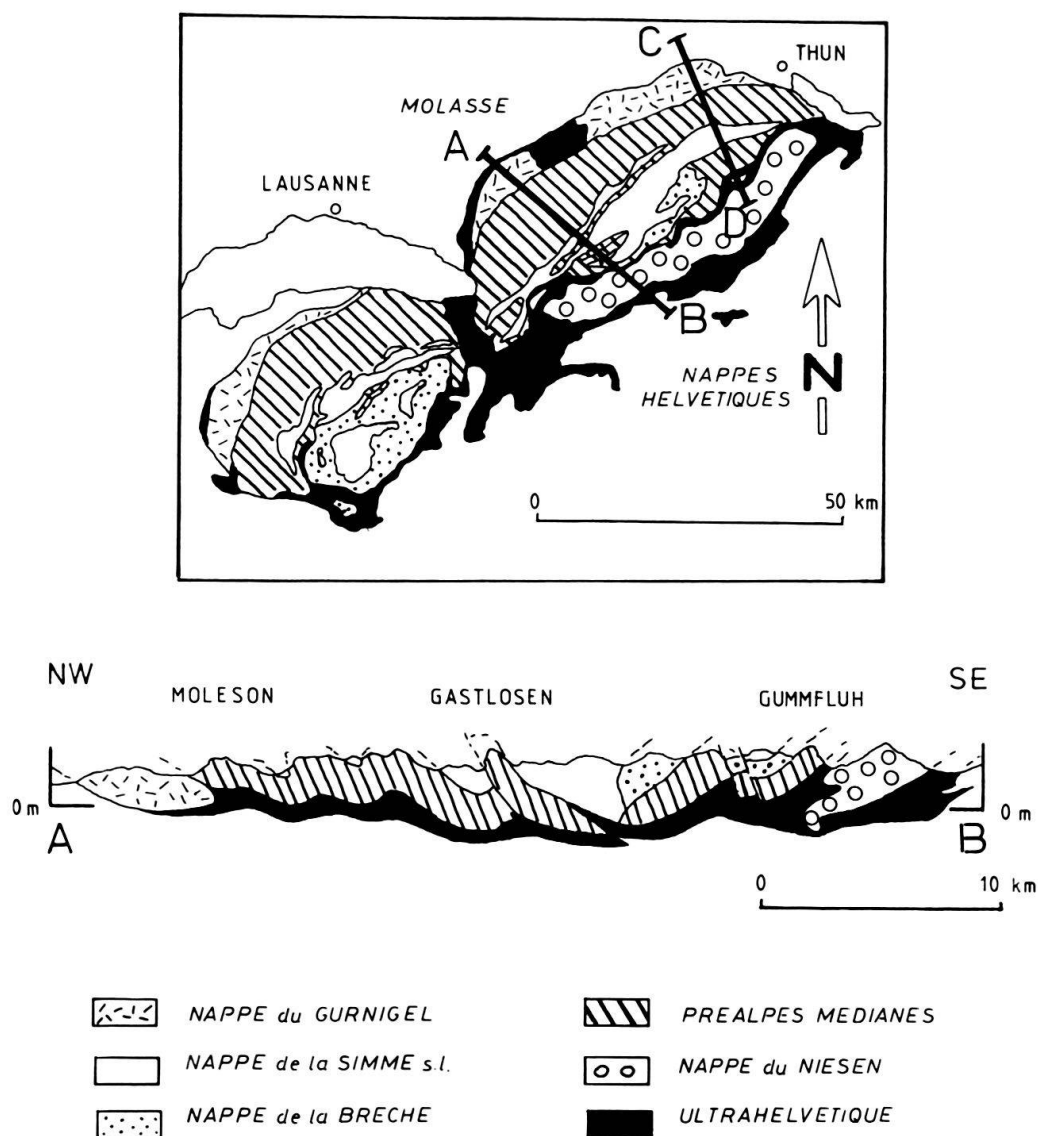 C
THUN
MOLASSE
A
LAUSANNE
D
B
NAPPES
HELVETIQUES
N
0 50 km
NW SE
MOLESON GASTLOSEN GUMMFLUH
0 m 0 m
A B
0 10 km
NAPPE du GURNIGEL PREALPES MEDIANES
NAPPE de la SIMME s.l. NAPPE du NIESEN
NAPPE de la BRECHE ULTRAHELVETIQUE